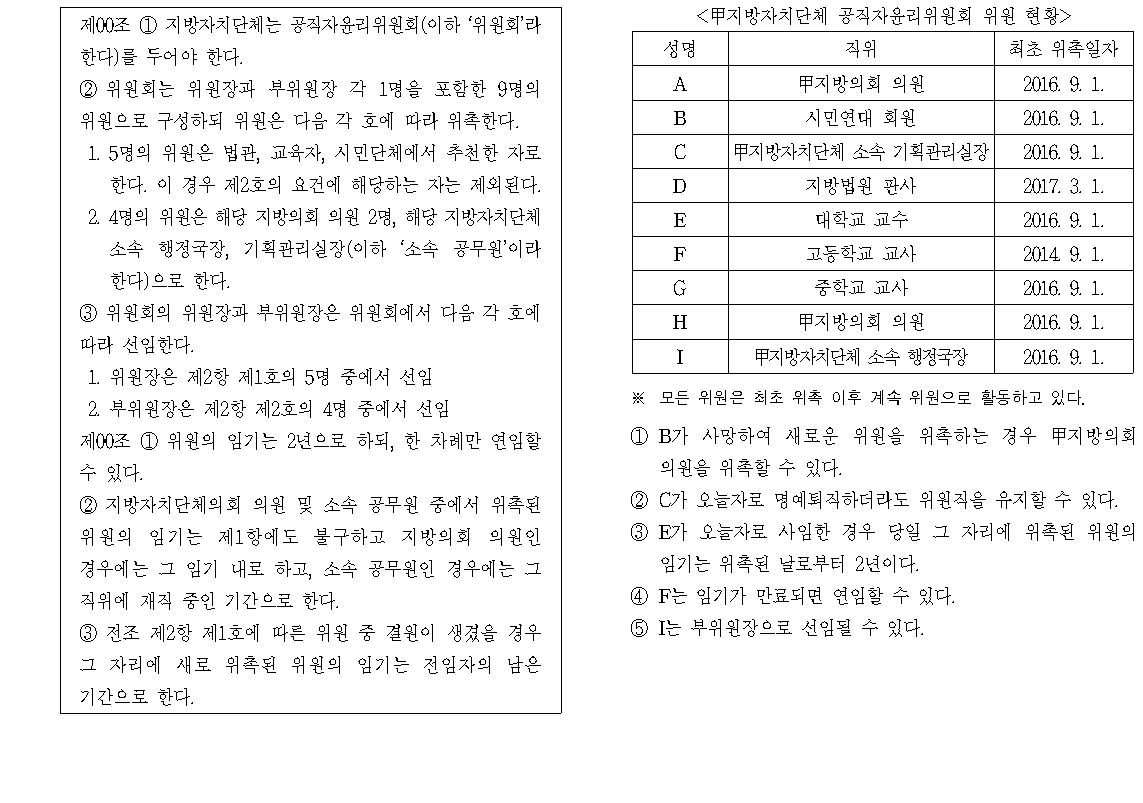 제00조 ① 지방자치단체는 공직자윤리위원회(이하 ‘위원회’라
한다)를 두어야 한다.
② 위원회는 위원장과 부위원장 각 1명을 포함한 9명의
위원으로 구성하되 위원은 다음 각 호에 따라 위촉한다.
1. 5명의 위원은 법관, 교육자, 시민단체에서 추천한 자로
한다. 이 경우 제2호의 요건에 해당하는 자는 제외된다.
2. 4명의 위원은 해당 지방의회 의원 2명, 해당 지방자치단체
소속 행정국장, 기획관리실장(이하 ‘소속 공무원’이라
한다)으로 한다.
③ 위원회의 위원장과 부위원장은 위원회에서 다음 각 호에
따라 선임한다.
1. 위원장은 제2항 제1호의 5명 중에서 선임
2. 부위원장은 제2항 제2호의 4명 중에서 선임
제00조 ① 위원의 임기는 2년으로 하되, 한 차례만 연임할
수 있다.
② 지방자치단체의회 의원 및 소속 공무원 중에서 위촉된
위원의 임기는 제1항에도 불구하고 지방의회 의원인
경우에는 그 임기 내로 하고, 소속 공무원인 경우에는 그
직위에 재직 중인 기간으로 한다.
③ 전조 제2항 제1호에 따른 위원 중 결원이 생겼을 경우
그 자리에 새로 위촉된 위원의 임기는 전임자의 남은
기간으로 한다.
<甲지방자치단체 공직자윤리위원회 위원 현황>
성명 직위 최초 위촉일자
A 甲지방의회 의원 2016. 9. 1.
B 시민연대 회원 2016. 9. 1.
C 甲지방자치단체 소속 기획관리실장 2016. 9. 1.
D 지방법원 판사 2017. 3. 1.
E 대학교 교수 2016. 9. 1.
F 고등학교 교사 2014. 9. 1.
G 중학교 교사 2016. 9. 1.
H 甲지방의회 의원 2016. 9. 1.
I 甲지방자치단체 소속 행정국장 2016. 9. 1.
※ 모든 위원은 최초 위촉 이후 계속 위원으로 활동하고 있다.
① B가 사망하여 새로운 위원을 위촉하는 경우 甲지방의회
의원을 위촉할 수 있다.
② C가 오늘자로 명예퇴직하더라도 위원직을 유지할 수 있다.
③ E가 오늘자로 사임한 경우 당일 그 자리에 위촉된 위원의
임기는 위촉된 날로부터 2년이다.
④ F는 임기가 만료되면 연임할 수 있다.
⑤ I는 부위원장으로 선임될 수 있다.